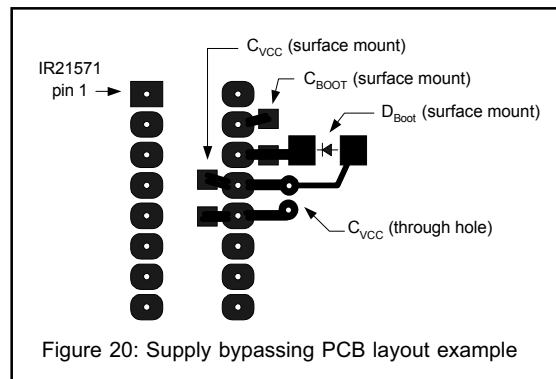 C_VCC (surface mount)
IR21571
pin 1
C_BOOT (surface mount)
D_Boot (surface mount)
C_VCC (through hole)
Figure 20: Supply bypassing PCB layout example